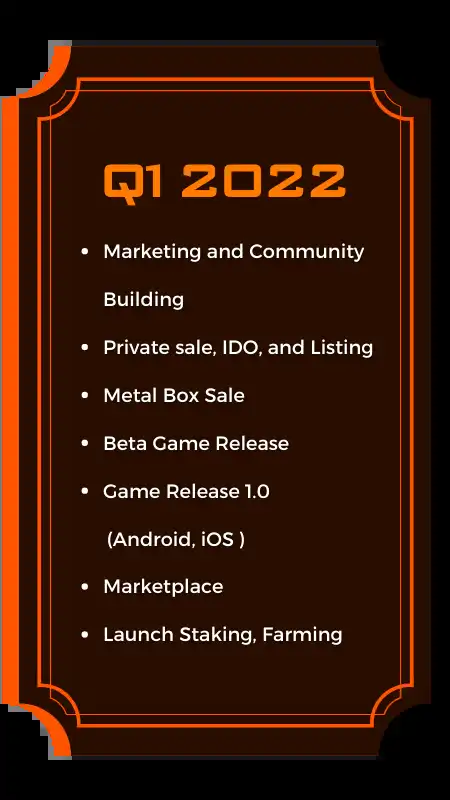 Q1 2022
• Marketing and Community
Building
• Private sale, IDO, and Listing
• Metal Box Sale
• Beta Game Release
• Game Release 1.0
(Android, iOS )
• Marketplace
• Launch Staking, Farming